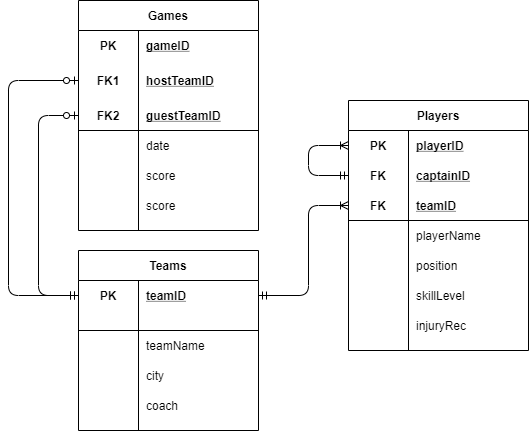 Games
PK gameID
FK1 hostTeamID
FK2 guestTeamID
date
score
score
Players
PK playerID
FK captainID
FK teamID
playerName
position
skillLevel
injuryRec
Teams
PK teamID
teamName
city
coach